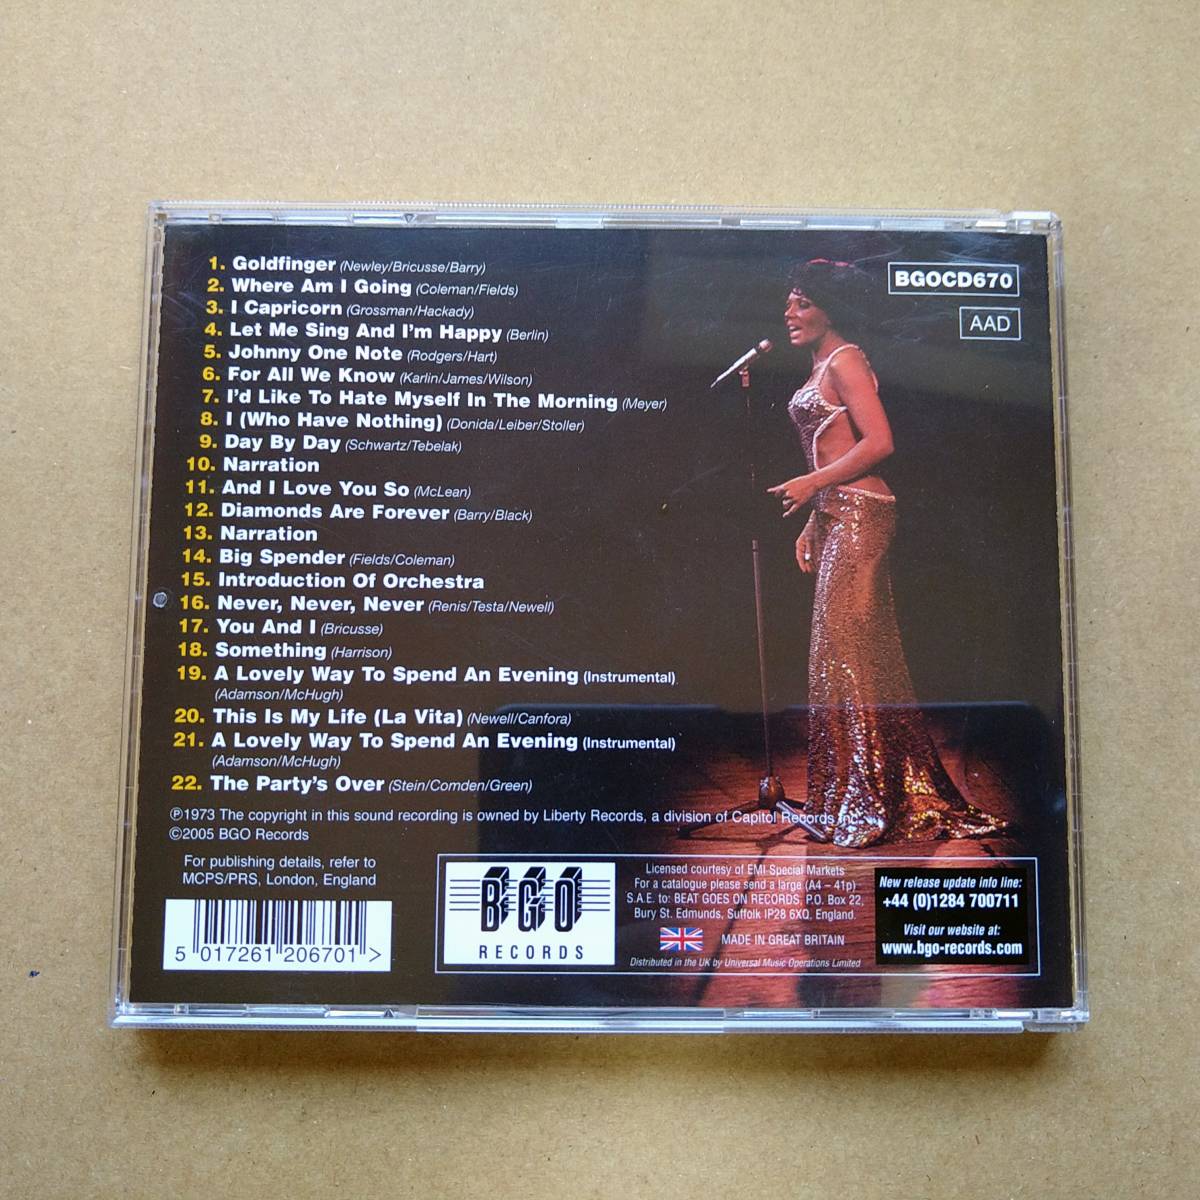 1. Goldfinger (Newley/Bricusse/Barry)
2. Where Am I Going (Coleman/Fields)
3. I Capricorn (Grossman/Hackady)
4. Let Me Sing And I'm Happy (Berlin)
5. Johnny One Note (Rodgers/Hart)
6. For All We Know (Karlin/James/Wilson)
7. I'd Like To Hate Myself In The Morning (Meyer)
8. I (Who Have Nothing) (Donida/Leiber/Stoller)
9. Day By Day (Schwartz/Tebelak)
10. Narration
11. And I Love You So (McLean)
12. Diamonds Are Forever (Barry/Black)
13. Narration
14. Big Spender (Fields/Coleman)
15. Introduction Of Orchestra
16. Never, Never, Never (Renis/Testa/Newell)
17. You And I (Bricusse)
18. Something (Harrison)
19. A Lovely Way To Spend An Evening (Instrumental)
(Adamson/McHugh)
20. This Is My Life (La Vita) (Newell/Canfora)
21. A Lovely Way To Spend An Evening (Instrumental)
(Adamson/McHugh)
22. The Party's Over (Stein/Comden/Green)
BGOCD670
AAD
℗1973 The copyright in this sound recording is owned by Liberty Records, a division of Capitol Records Inc.
©2005 BGO Records
For publishing details, refer to
MCPS/PRS, London, England
5 017261 206701 >
BGO
RECORDS
Licensed courtesy of EMI Special Markets
For a catalogue please send a large (A4 – 41p)
S.A.E. to: BEAT GOES ON RECORDS, P.O. Box 22,
Bury St. Edmunds, Suffolk IP28 6XQ, England.
MADE IN GREAT BRITAIN
Distributed in the UK by Universal Music Operations Limited
New release update info line:
+44 (0)1284 700711
Visit our website at:
www.bgo-records.com